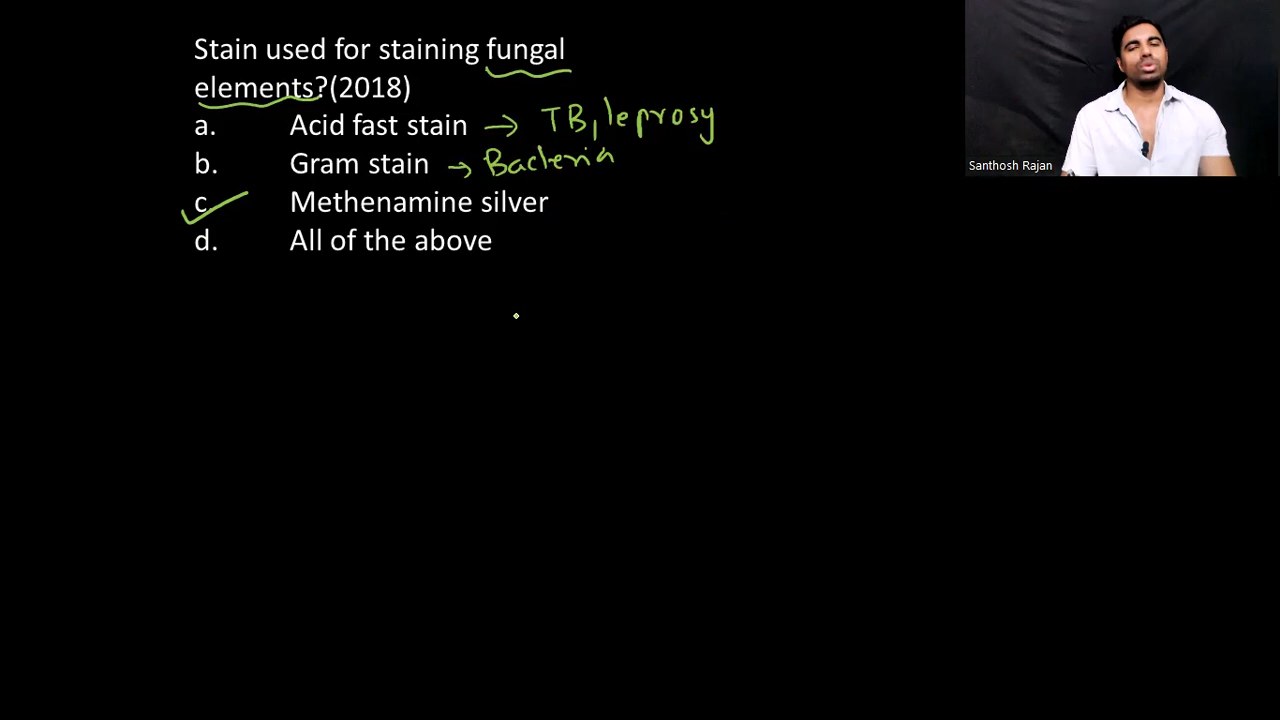 Stain used for staining fungal
elements?(2018)
a. Acid fast stain → TB, leprosy
b. Gram stain → Bacteria
c. Methenamine silver
d. All of the above
Santhosh Rajan